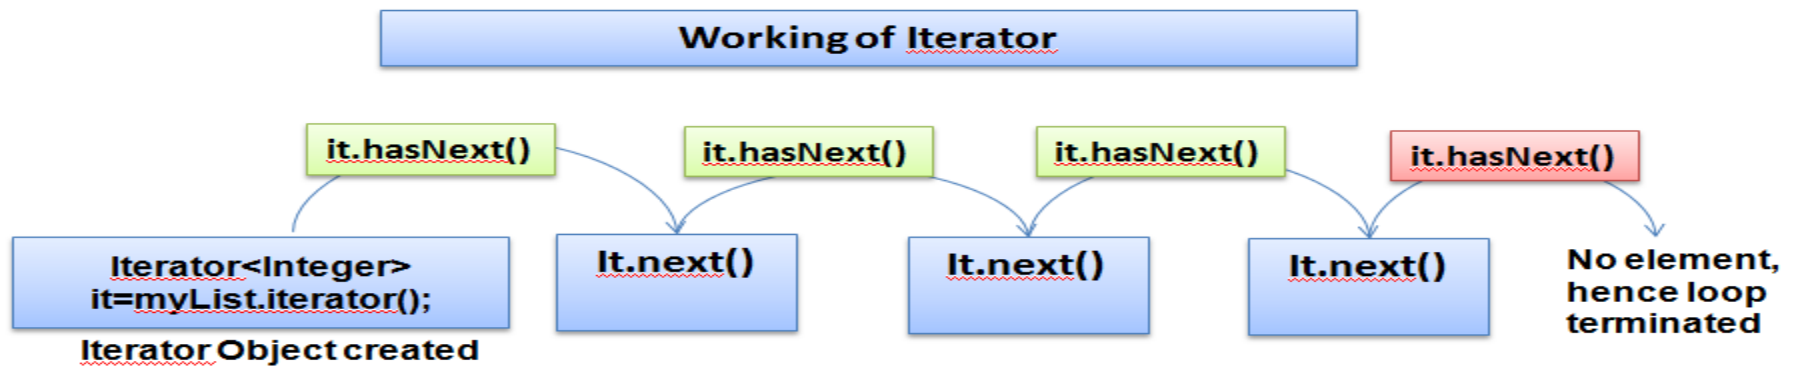 Working of Iterator
it.hasNext()
it.hasNext()
it.hasNext()
it.hasNext()
Iterator<Integer>
it=myList.iterator();
Iterator Object created
It.next()
It.next()
It.next()
No element,
hence loop
terminated